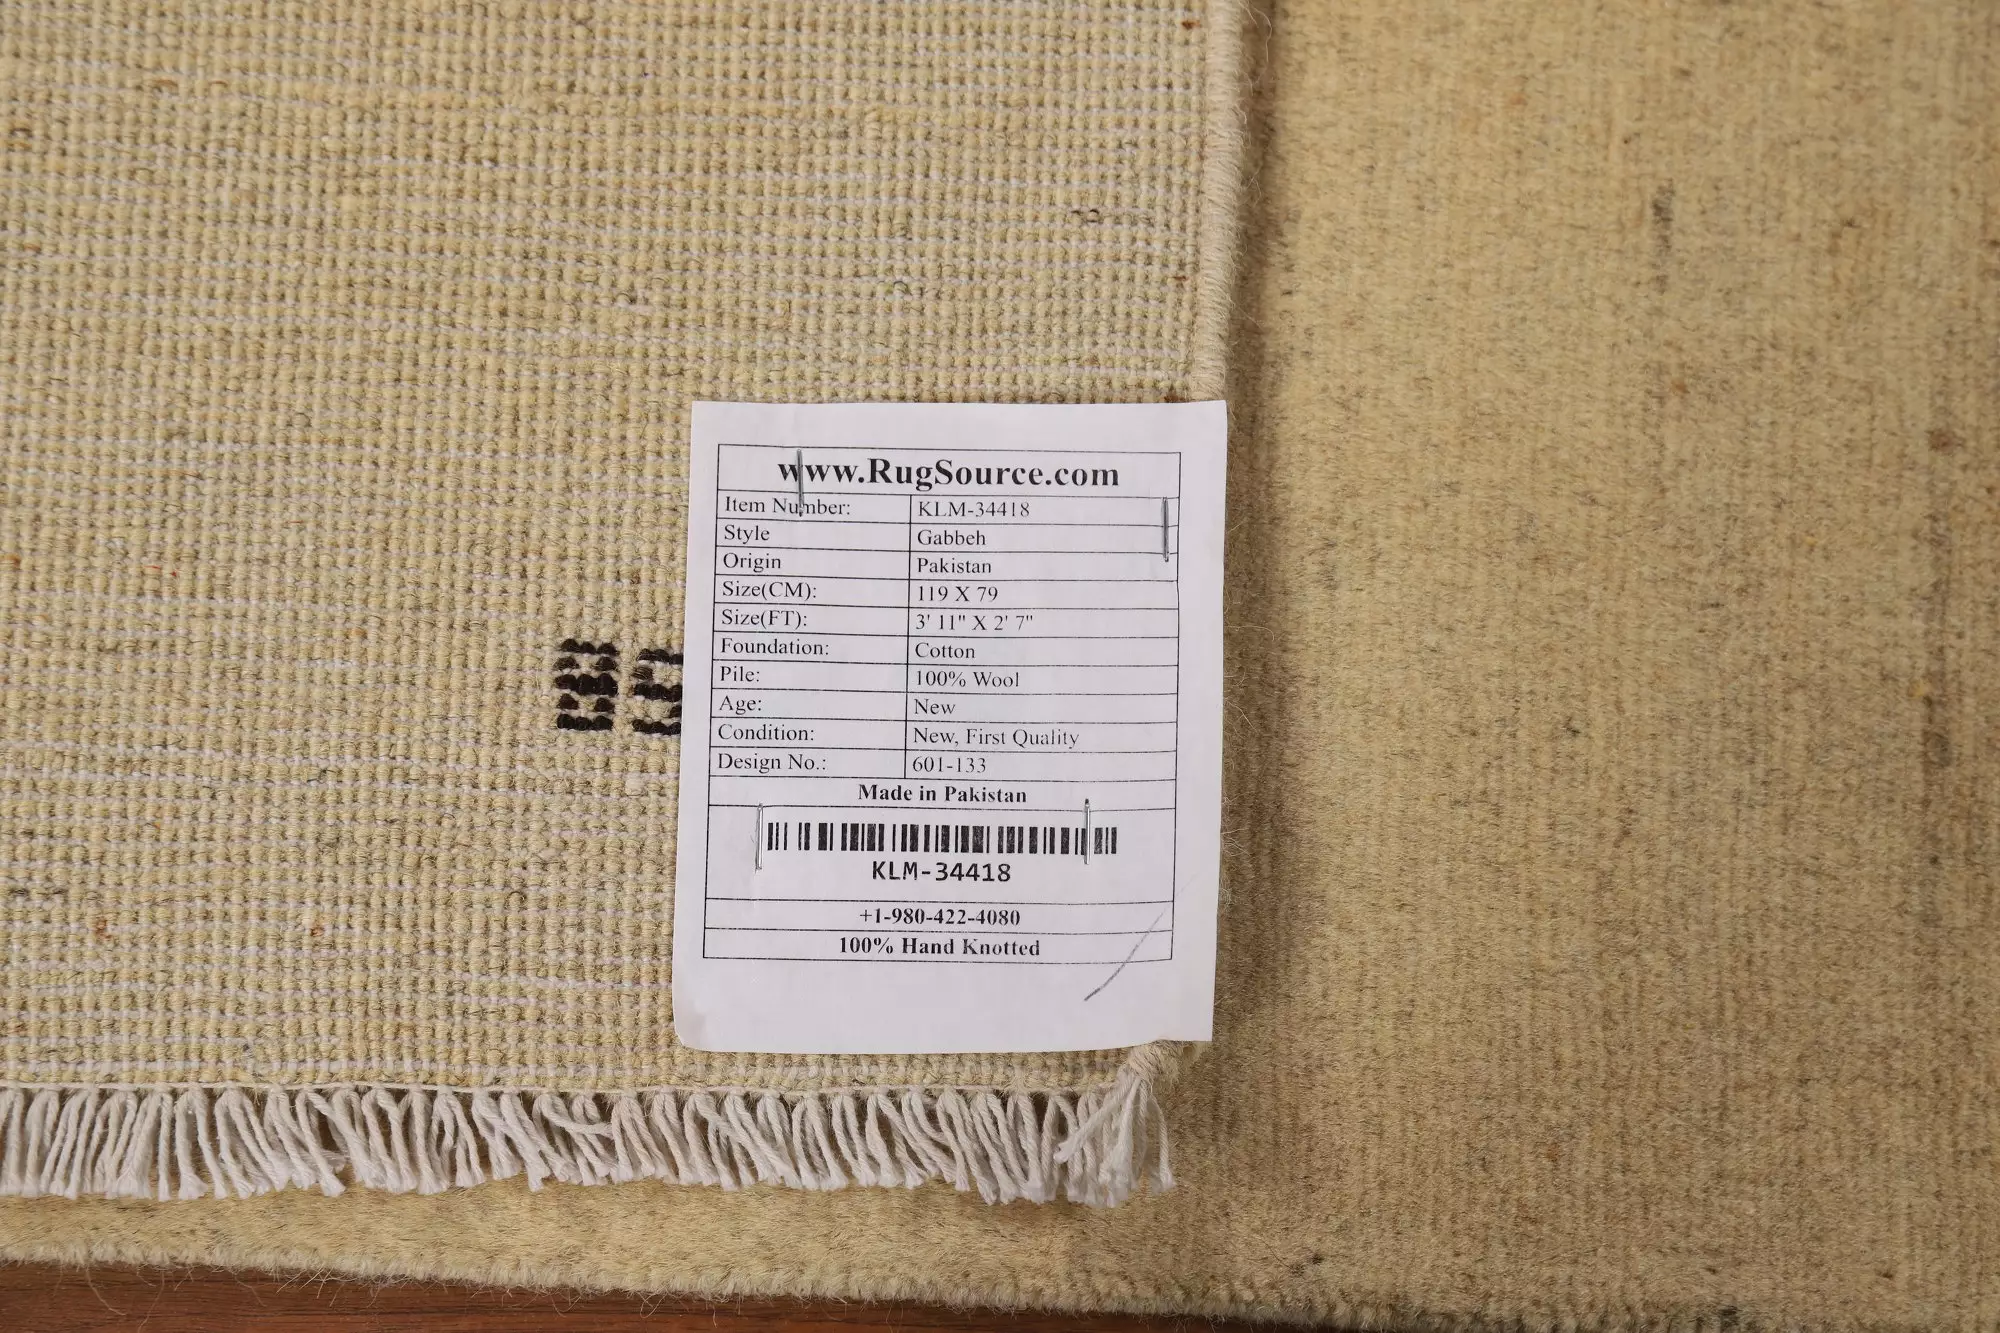 www.RugSource.com
Item Number: KLM-34418
Style Gabbeh
Origin Pakistan
Size(CM): 119 X 79
Size(FT): 3' 11" X 2' 7"
Foundation: Cotton
Pile: 100% Wool
Age: New
Condition: New, First Quality
Design No.: 601-133
Made in Pakistan
KLM-34418
+1-980-422-4080
100% Hand Knotted